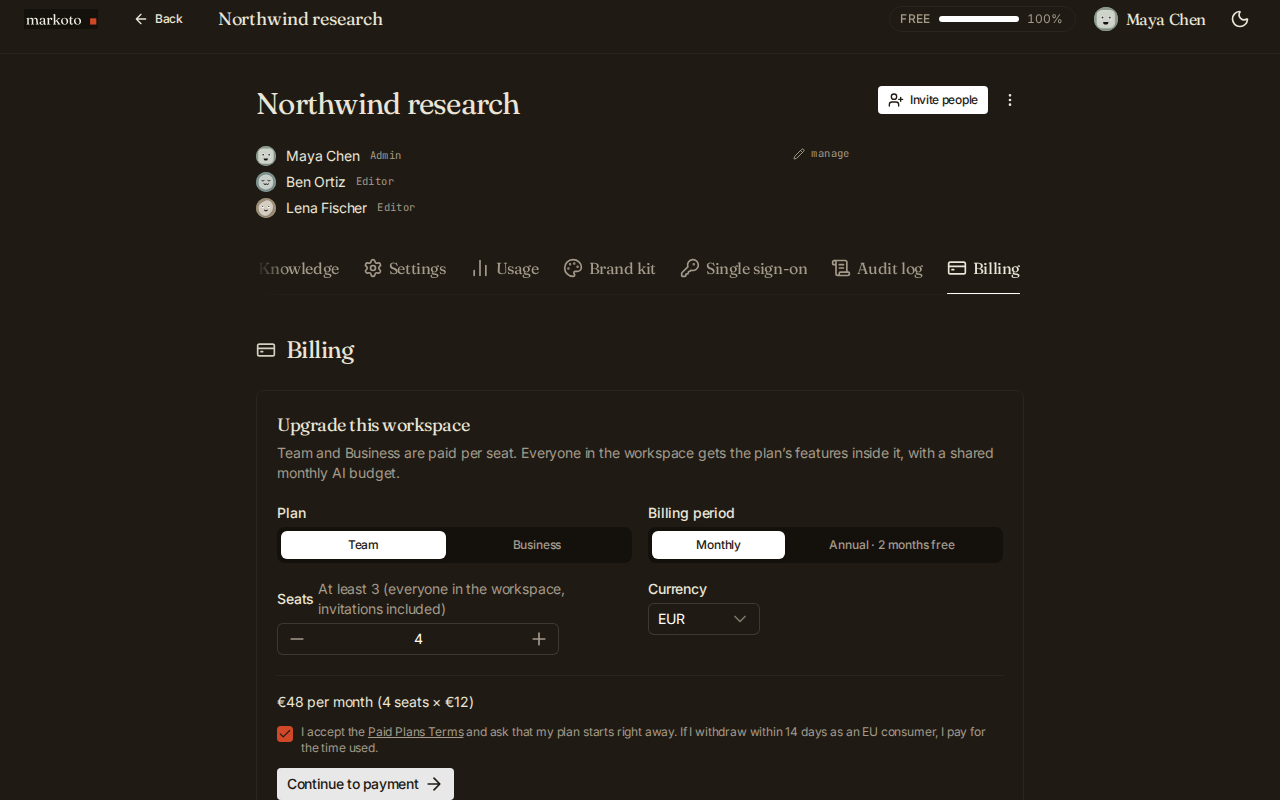 markoto
Back
Northwind research
FREE
100%
Maya Chen
Northwind research
Invite people
Maya Chen Admin
manage
Ben Ortiz Editor
Lena Fischer Editor
Knowledge
Settings
Usage
Brand kit
Single sign-on
Audit log
Billing
Billing
Upgrade this workspace
Team and Business are paid per seat. Everyone in the workspace gets the plan’s features inside it, with a shared
monthly AI budget.
Plan
Billing period
Team
Business
Monthly
Annual · 2 months free
Seats At least 3 (everyone in the workspace,
invitations included)
Currency
4
EUR
€48 per month (4 seats × €12)
I accept the Paid Plans Terms and ask that my plan starts right away. If I withdraw within 14 days as an EU consumer, I pay for
the time used.
Continue to payment